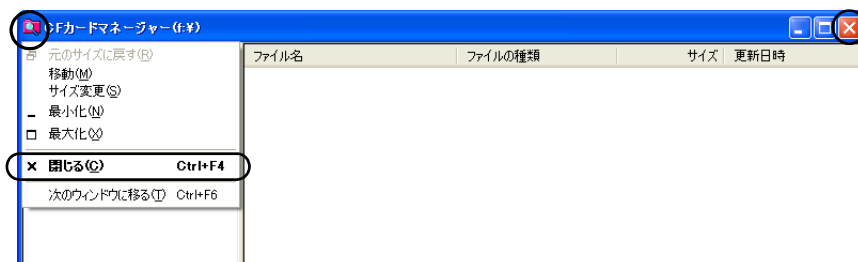 CFカードマネージャー(f:¥)
元のサイズに戻す(R)
移動(M)
サイズ変更(S)
最小化(N)
最大化(X)
閉じる(C) Ctrl+F4
次のウィンドウに移る(T) Ctrl+F6
ファイル名 ファイルの種類 サイズ 更新日時